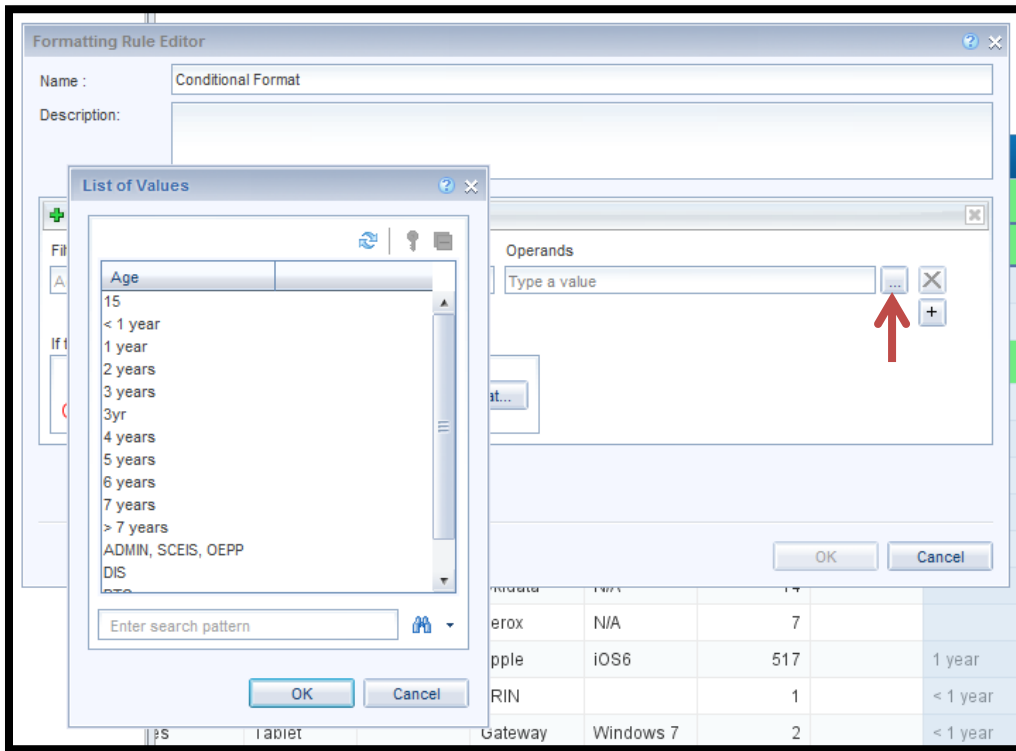 Formatting Rule Editor
Name :
Conditional Format
Description:
List of Values
Operands
Type a value
...
+
Age
15
< 1 year
1 year
2 years
3 years
3yr
4 years
5 years
6 years
7 years
> 7 years
ADMIN, SCEIS, OEPP
DIS
Enter search pattern
OK Cancel
OK Cancel
N/A 14
N/A 7
iOS6 517 1 year
1 < 1 year
Tablet Gateway Windows 7 2 < 1 year